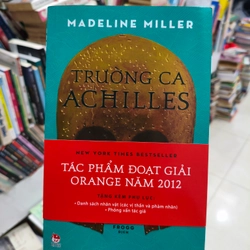 MADELINE MILLER
TRƯỜNG CA
ACHILLES
NEW YORK TIMES BESTSELLER
TÁC PHẨM ĐOẠT GIẢI
ORANGE NĂM 2012
• Danh sách nhân vật (các vị thần và phàm nhân)
• Phỏng vấn tác giả